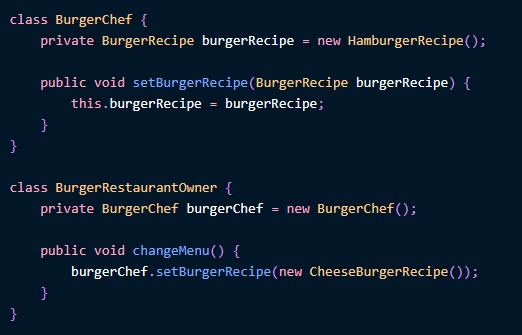 class BurgerChef {
    private BurgerRecipe burgerRecipe = new HamburgerRecipe();

    public void setBurgerRecipe(BurgerRecipe burgerRecipe) {
        this.burgerRecipe = burgerRecipe;
    }
}

class BurgerRestaurantOwner {
    private BurgerChef burgerChef = new BurgerChef();

    public void changeMenu() {
        burgerChef.setBurgerRecipe(new CheeseBurgerRecipe());
    }
}